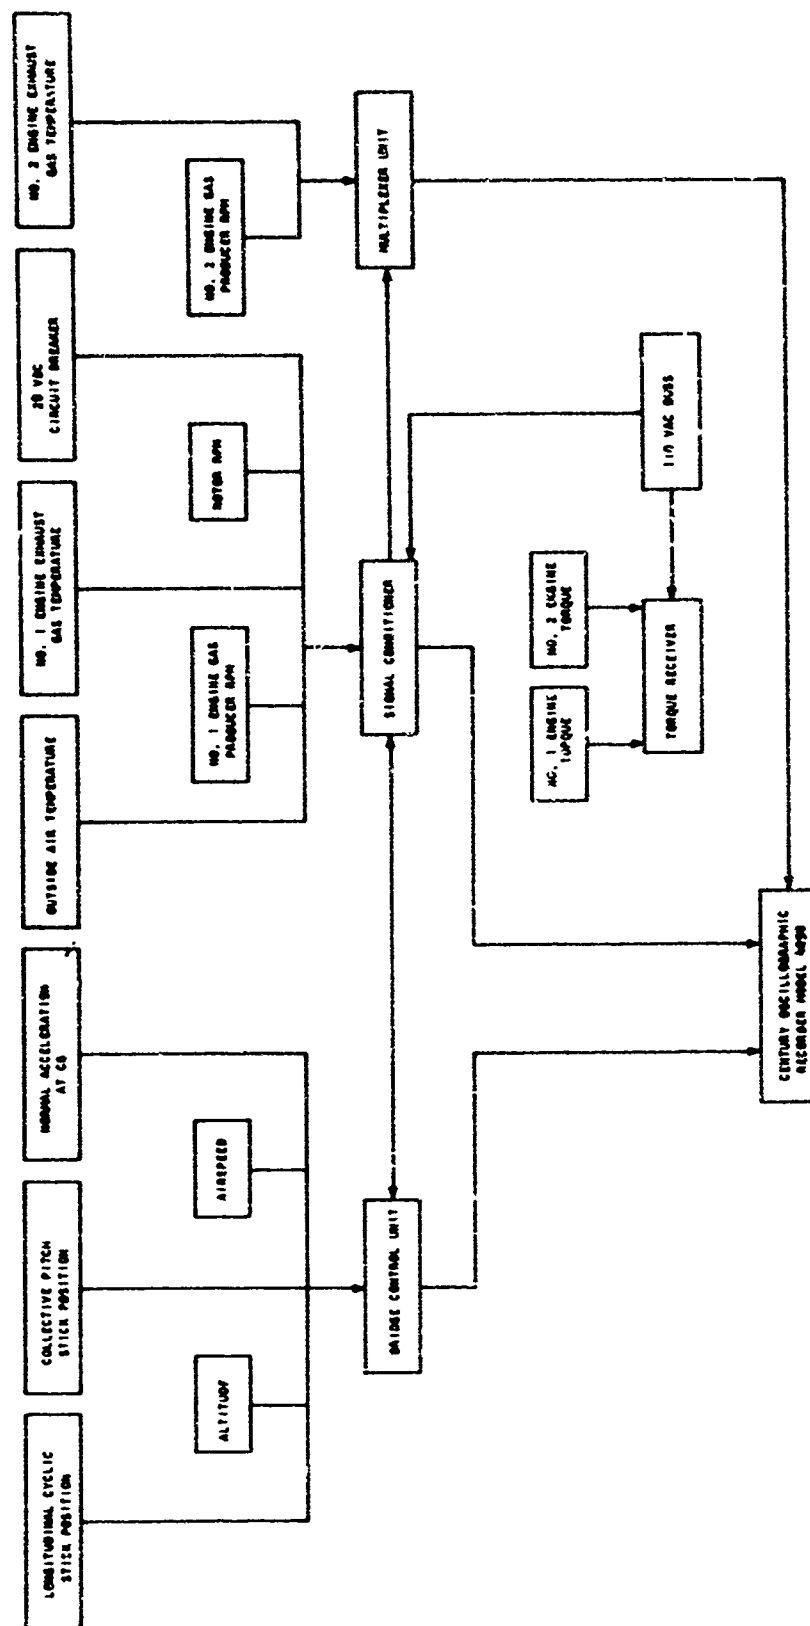 LONGITUDINAL CYCLIC
STICK POSITION
COLLECTIVE PITCH
STICK POSITION
NORMAL ACCELERATION
AT CG
OUTSIDE AIR TEMPERATURE
NO. 1 ENGINE EXHAUST
GAS TEMPERATURE
28 VDC
CIRCUIT BREAKER
NO. 2 ENGINE EXHAUST
GAS TEMPERATURE
ALTITUDE
AIRSPEED
NO. 1 ENGINE GAS
PRODUCER RPM
ROTOR RPM
NO. 2 ENGINE GAS
PRODUCER RPM
BRIDGE CONTROL UNIT
SIGNAL CONDITIONER
MULTIPLEXER UNIT
NO. 1 ENGINE
TORQUE
NO. 2 ENGINE
TORQUE
TORQUE RECEIVER
110 VAC BUSS
CENTURY OSCILLOGRAPHIC
RECORDER MODEL